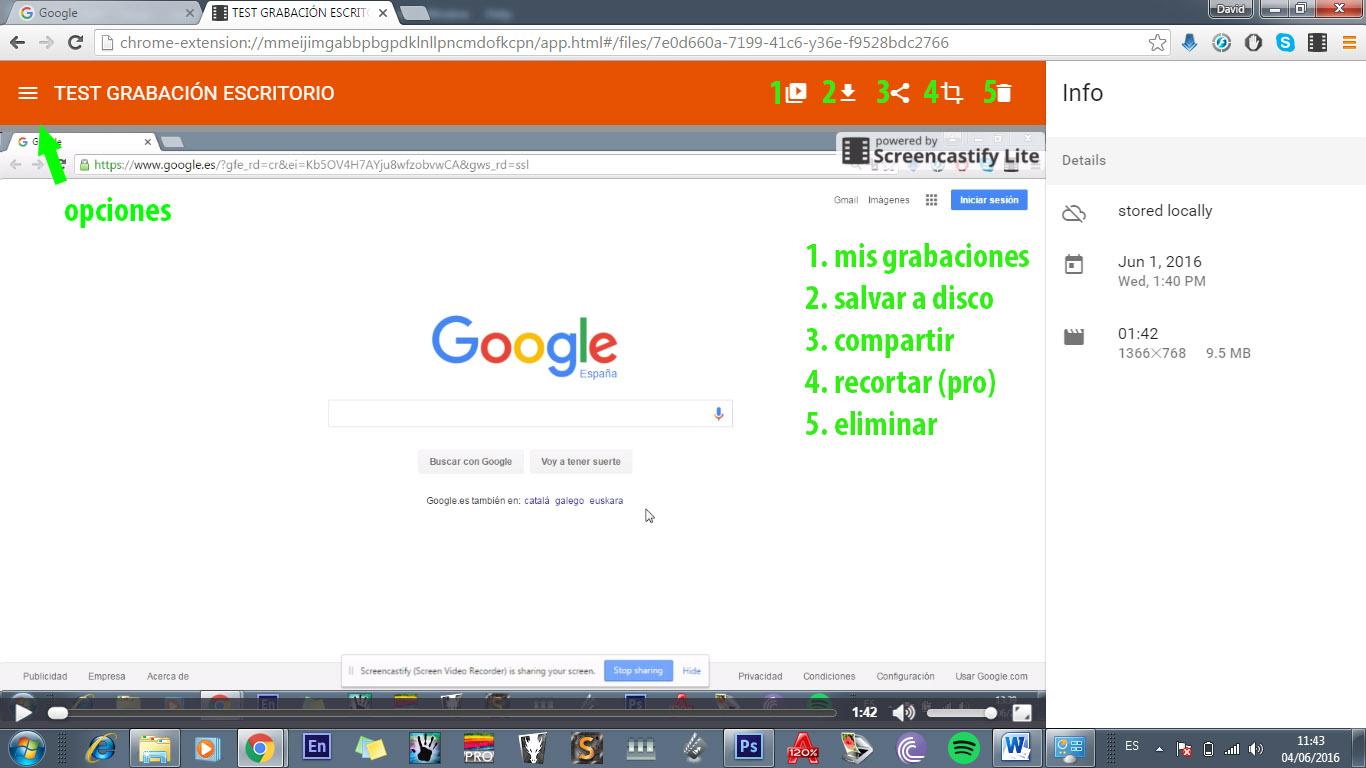 Google
TEST GRABACIÓN ESCRIT
David
chrome-extension://mmeijimgabbpbgpdklnllpncmdofkcpn/app.html#/files/7e0d660a-7199-41c6-y36e-f9528bdc2766
TEST GRABACIÓN ESCRITORIO
1 2 3 4 5
Info
powered by
Screencastify Lite
https://www.google.es/?gfe_rd=cr&ei=Kb5OV4H7AYju8wfzobvwCA&gws_rd=ssl
Details
opciones
Gmail Imágenes Iniciar sesión
stored locally
1. mis grabaciones
2. salvar a disco
3. compartir
4. recortar (pro)
5. eliminar
Jun 1, 2016
Wed, 1:40 PM
01:42
1366×768 9.5 MB
Google
España
Buscar con Google Voy a tener suerte
Google.es también en: català galego euskara
Screencastify (Screen Video Recorder) is sharing your screen. Stop sharing Hide
Publicidad Empresa Acerca de Privacidad Condiciones Configuración Usar Google.com
1:42
En
PRO
Ps
120%
W
ES
11:43
04/06/2016